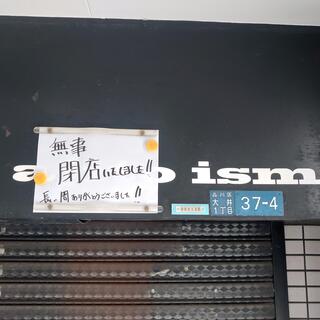 無事
閉店いたしました!!
長い間ありがとうございました!!
a
o ism
品川区
大井
1丁目
37-4